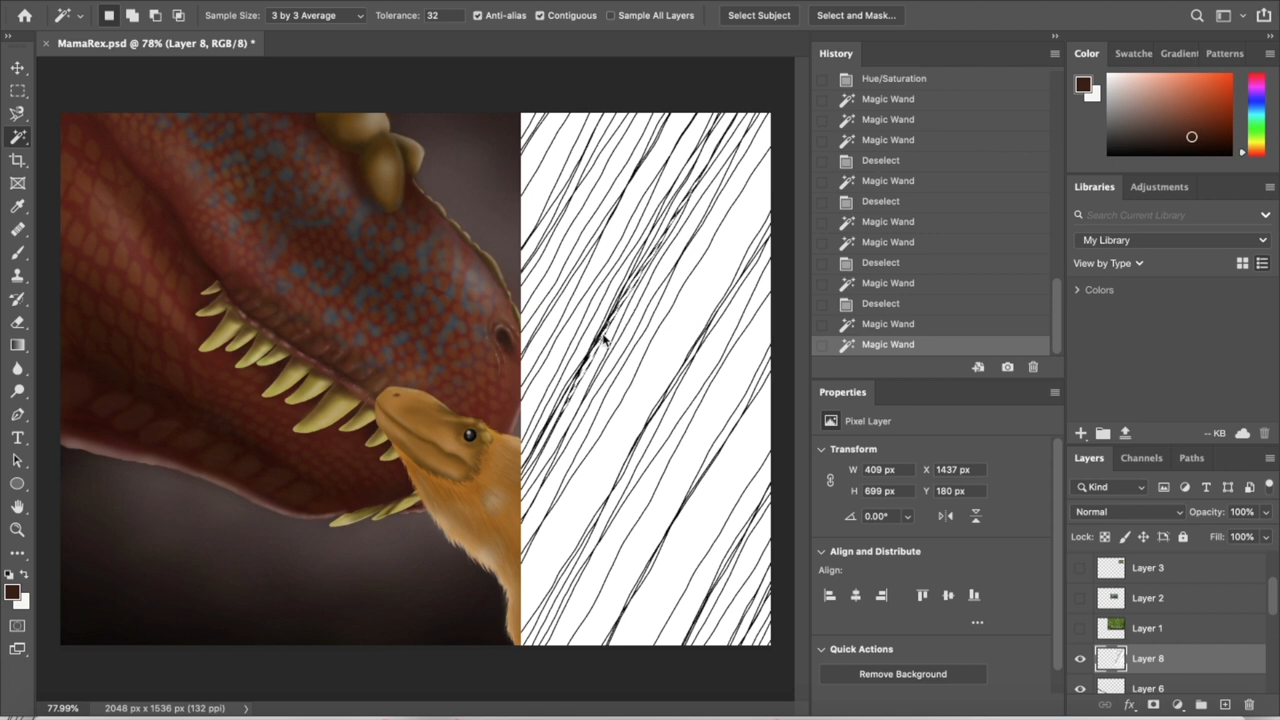 Sample Size: 3 by 3 Average Tolerance: 32 Anti-alias Contiguous Sample All Layers Select Subject Select and Mask...
× MamaRex.psd @ 78% (Layer 8, RGB/8) *
History
Hue/Saturation
Magic Wand
Magic Wand
Magic Wand
Deselect
Magic Wand
Deselect
Magic Wand
Magic Wand
Deselect
Magic Wand
Deselect
Magic Wand
Magic Wand
Properties
Pixel Layer
Transform
W 409 px X 1437 px
H 699 px Y 180 px
0.00°
Align and Distribute
Align:
...
Quick Actions
Remove Background
Color Swatche Gradient Patterns
Libraries Adjustments
Search Current Library
My Library
View by Type
Colors
-- KB
Layers Channels Paths
Kind
Normal Opacity: 100%
Lock: Fill: 100%
Layer 3
Layer 2
Layer 1
Layer 8
Layer 6
fx
77.99% 2048 px x 1536 px (132 ppi)